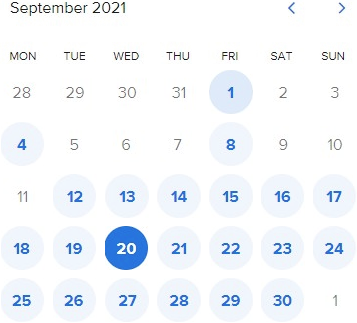 September 2021
MON TUE WED THU FRI SAT SUN
28 29 30 31 1 2 3
4 5 6 7 8 9 10
11 12 13 14 15 16 17
18 19 20 21 22 23 24
25 26 27 28 29 30 1